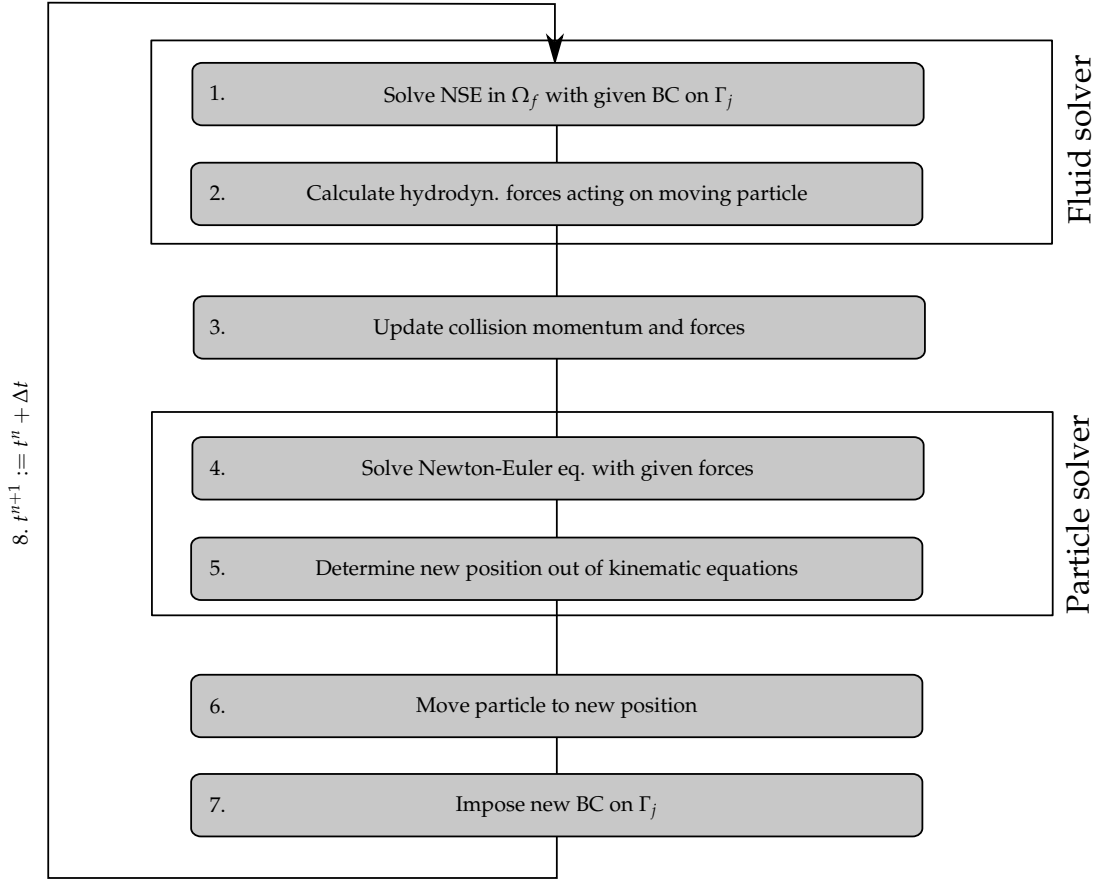 1. Solve NSE in Ω_f with given BC on Γ_j
2. Calculate hydrodyn. forces acting on moving particle
Fluid solver
3. Update collision momentum and forces
4. Solve Newton-Euler eq. with given forces
5. Determine new position out of kinematic equations
Particle solver
6. Move particle to new position
7. Impose new BC on Γ_j
8. t^{n+1} := t^n + Δt